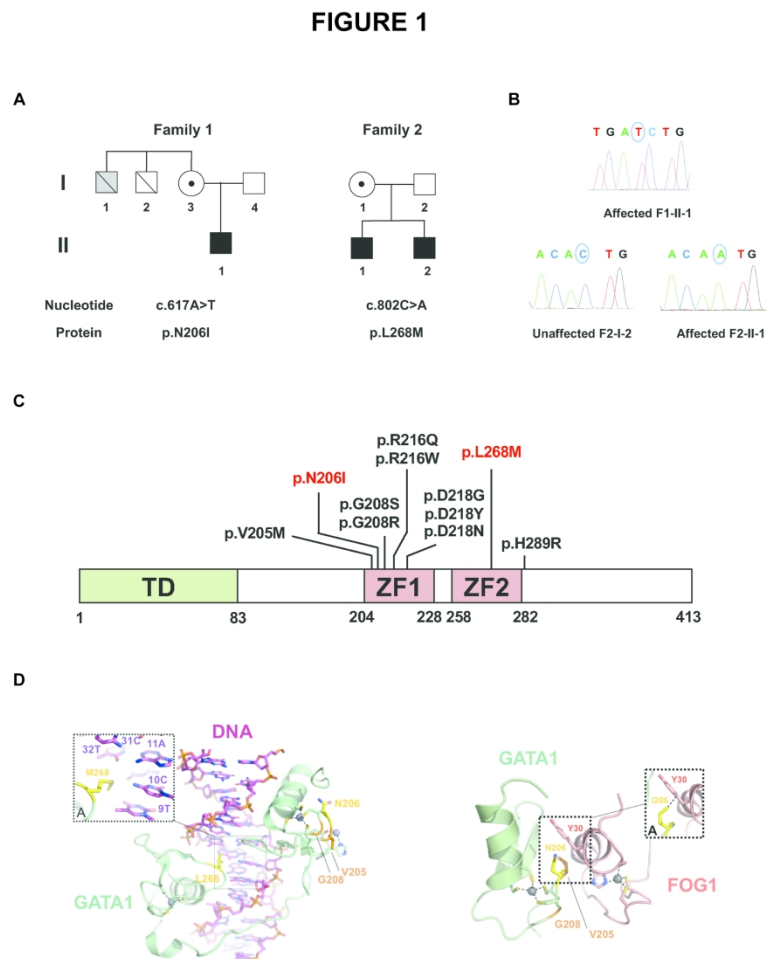 FIGURE 1
A
Family 1
Family 2
I
1
2
3
4
1
2
II
1
1
2
Nucleotide
c.617A>T
c.802C>A
Protein
p.N206I
p.L268M
B
T G A T C T G
Affected F1-II-1
A C A C T G
A C A A T G
Unaffected F2-I-2
Affected F2-II-1
C
p.R216Q
p.R216W
p.L268M
p.N206I
p.G208S
p.G208R
p.D218G
p.D218Y
p.D218N
p.V205M
p.H289R
TD
ZF1
ZF2
1
83
204
228
258
282
413
D
DNA
31C
32T
11A
M268
10C
9T
A
N206
V205
G208
L268
GATA1
GATA1
Y30
I206
A
Y30
N206
FOG1
G208
V205